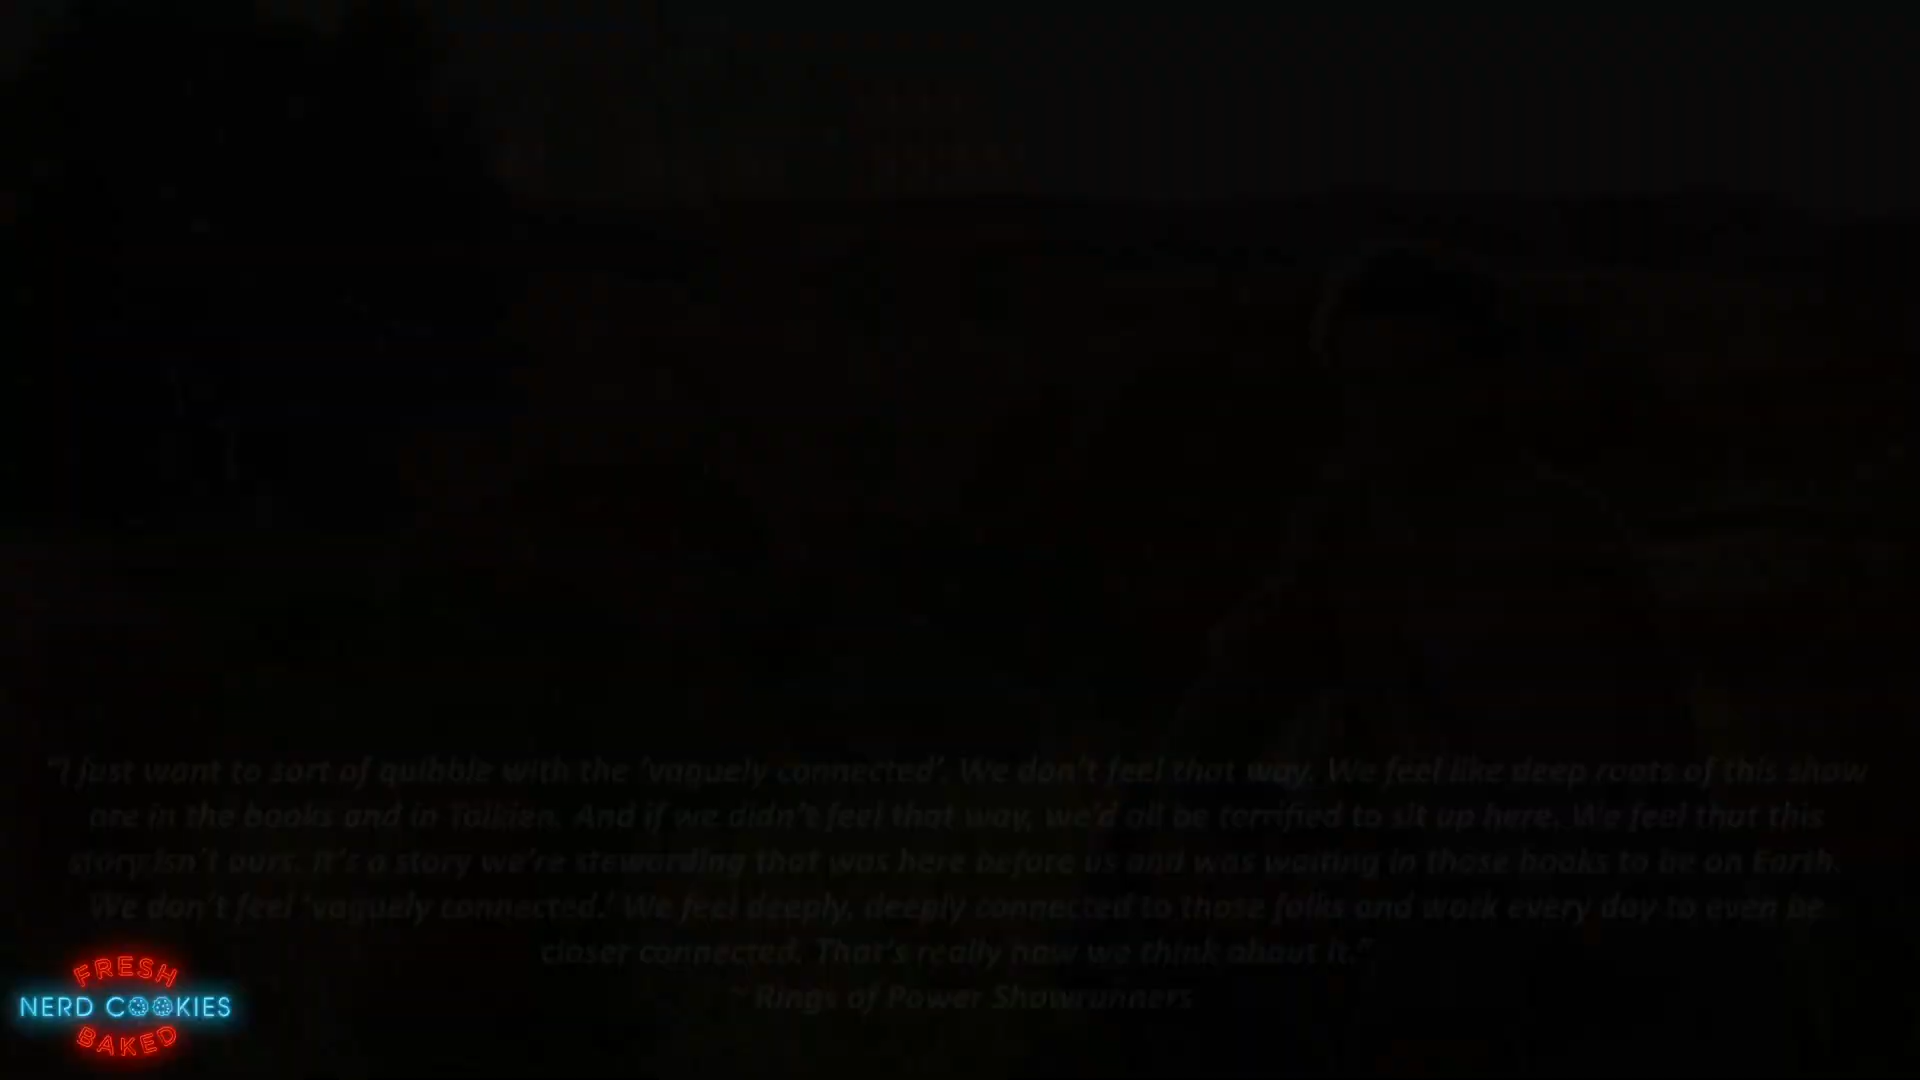 "I just want to sort of quibble with the 'vaguely connected'. We don't feel that way. We feel like deep roots of this show
are in the books and in Tolkien. And if we didn't feel that way, we'd all be terrified to sit up here. We feel that this
story isn't ours. It's a story we're stewarding that was here before us and was waiting in those books to be on Earth.
We don't feel 'vaguely connected.' We feel deeply, deeply connected to those folks and work every day to even be
closer connected. That's really how we think about it."
~ Rings of Power Showrunners
FRESH
NERD COOKIES
BAKED